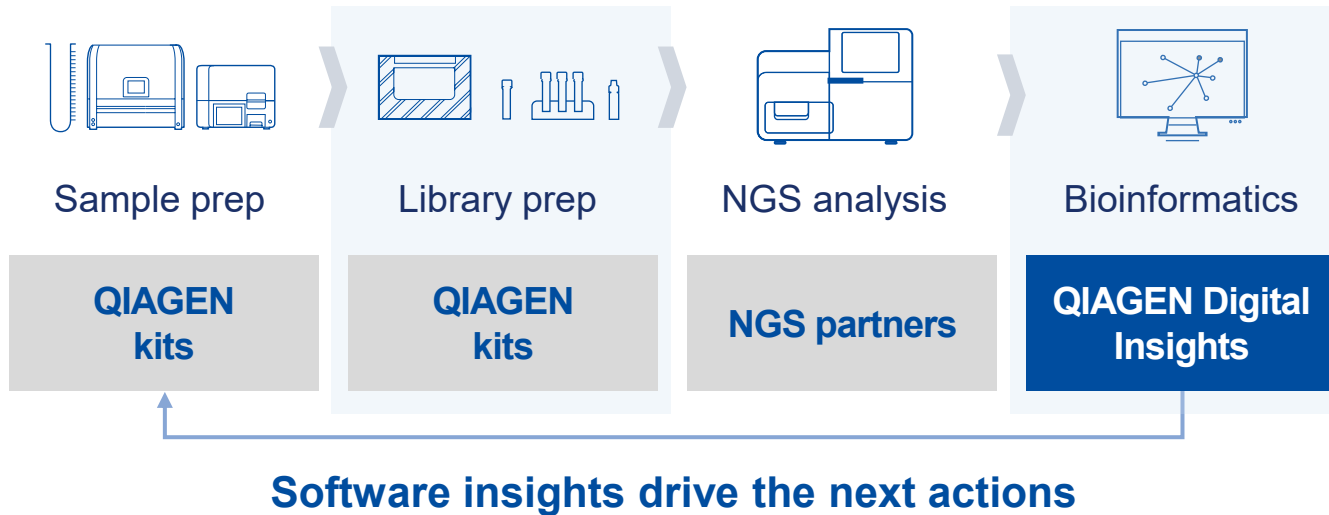 Sample prep
Library prep
NGS analysis
Bioinformatics
QIAGEN
kits
QIAGEN
kits
NGS partners
QIAGEN Digital
Insights
Software insights drive the next actions